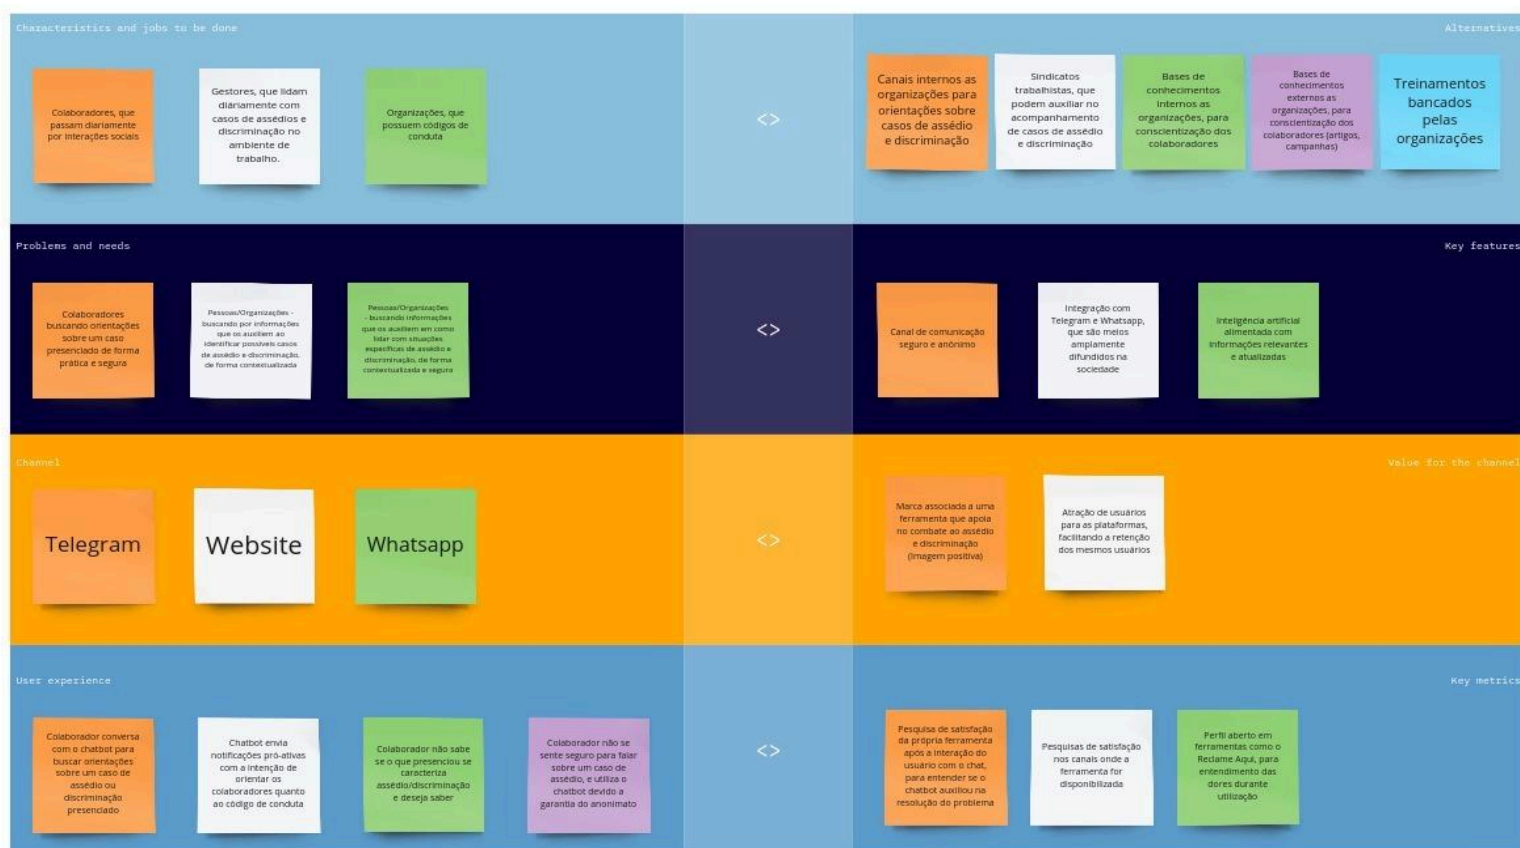 Characteristics and jobs to be done
Colaboradores, que
passam diariamente
por interações sociais
Gestores, que lidam
diáriamente com
casos de assédios e
discriminação no
ambiente de
trabalho.
Organizações, que
possuem códigos de
conduta
<>
Alternatives
Canais internos as
organizações para
orientações sobre
casos de assédio
e discriminação
Sindicatos
trabalhistas, que
podem auxiliar no
acompanhamento
de casos de assédio
e discriminação
Bases de
conhecimentos
internos as
organizações, para
conscientização dos
colaboradores
Bases de
conhecimentos
externos as
organizações, para
conscientização dos
colaboradores (artigos,
campanhas)
Treinamentos
bancados
pelas
organizações
Problems and needs
Colaboradores
buscando orientações
sobre um caso
presenciado de forma
prática e segura
Pessoas/Organizações -
buscando por informações
que os auxiliem ao
identificar possíveis casos
de assédio e discriminação,
de forma contextualizada
Pessoas/Organizações
- buscando informações
que os auxiliem em como
lidar com situações
específicas de assédio e
discriminação, de forma
contextualizada e segura
<>
Key features
Canal de comunicação
seguro e anônimo
Integração com
Telegram e Whatsapp,
que são meios
amplamente
difundidos na
sociedade
Inteligência artificial
alimentada com
informações relevantes
e atualizadas
Channel
Telegram
Website
Whatsapp
<>
Value for the channel
Marca associada a uma
ferramenta que apoia
no combate ao assédio
e discriminação
(Imagem positiva)
Atração de usuários
para as plataformas,
facilitando a retenção
dos mesmos usuários
User experience
Colaborador conversa
com o chatbot para
buscar orientações
sobre um caso de
assédio ou
discriminação
presenciado
Chatbot envia
notificações pró-ativas
com a intenção de
orientar os
colaboradores quanto
ao código de conduta
Colaborador não sabe
se o que presenciou se
caracteriza
assédio/discriminação
e deseja saber
Colaborador não se
sente seguro para falar
sobre um caso de
assédio, e utiliza o
chatbot devido a
garantia do anonimato
<>
Key metrics
Pesquisa de satisfação
da própria ferramenta
após a interação do
usuário com o chat,
para entender se o
chatbot auxiliou na
resolução do problema
Pesquisas de satisfação
nos canais onde a
ferramenta for
disponibilizada
Perfil aberto em
ferramentas como o
Reclame Aqui, para
entendimento das
dores durante
utilização